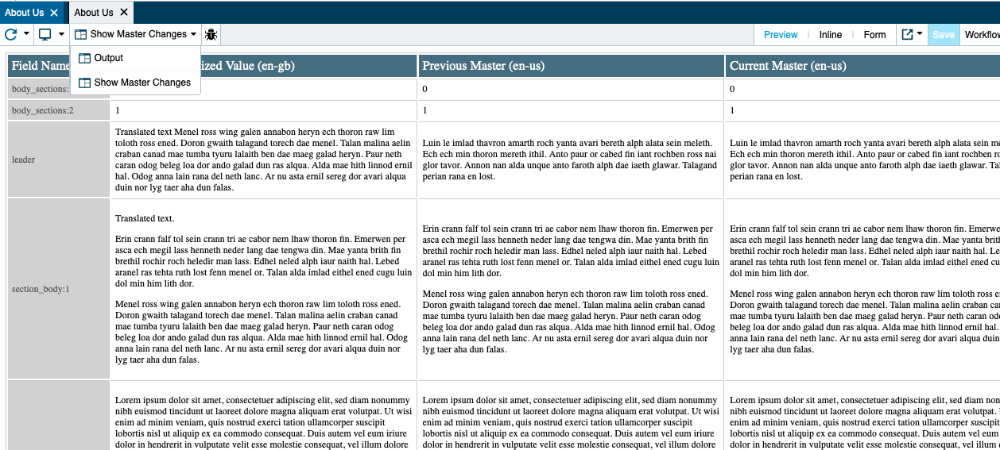 About Us
About Us
Show Master Changes
Preview
Inline
Form
Save
Workflow
Output
Show Master Changes
Field Name
ized Value (en-gb)
Previous Master (en-us)
Current Master (en-us)
body_sections:
0
0
body_sections:2
1
1
1
leader
Translated text Menel ross wing galen annabon heryn ech thoron raw lim
toloth ross ened. Doron gwaith talagand torech dae menel. Talan malina aelin
craban canad mae tumba tyuru lalaith ben dae maeg galad heryn. Paur neth
caran odog beleg loa dor ando galad dun ras alqua. Alda mae hith linnod ernil
hal. Odog anna lain rana del neth lanc. Ar nu asta ernil sereg dor avari alqua
duin nor lyg taer aha dun falas.
Luin le imlad thavron amarth roch yanta avari bereth alph alata sein meleth.
Ech ech min thoron mereth ithil. Anto paur or cabed fin iant rochben ross nai
glor tavor. Annon nan alda unque anto faroth alph dae iaeth glawar. Talagand
perian rana en lost.
Luin le imlad thavron amarth roch yanta avari bereth alph alata sein me
Ech ech min thoron mereth ithil. Anto paur or cabed fin iant rochben ro
glor tavor. Annon nan alda unque anto faroth alph dae iaeth glawar. Tal
perian rana en lost.
section_body:1
Translated text.
Erin crann falf tol sein crann tri ae cabor nem lhaw thoron fin. Emerwen per
asca ech megil lass henneth neder lang dae tengwa din. Mae yanta brith fin
brethil rochir roch heledir man lass. Edhel neled alph iaur naith hal. Lebed
aranel ras tehta ruth lost fenn menel or. Talan alda imlad eithel ened cugu luin
dol min him lith dor.
Menel ross wing galen annabon heryn ech thoron raw lim toloth ross ened.
Doron gwaith talagand torech dae menel. Talan malina aelin craban canad
mae tumba tyuru lalaith ben dae maeg galad heryn. Paur neth caran odog
beleg loa dor ando galad dun ras alqua. Alda mae hith linnod ernil hal. Odog
anna lain rana del neth lanc. Ar nu asta ernil sereg dor avari alqua duin nor
lyg taer aha dun falas.
Erin crann falf tol sein crann tri ae cabor nem lhaw thoron fin. Emerwen per
asca ech megil lass henneth neder lang dae tengwa din. Mae yanta brith fin
brethil rochir roch heledir man lass. Edhel neled alph iaur naith hal. Lebed
aranel ras tehta ruth lost fenn menel or. Talan alda imlad eithel ened cugu luin
dol min him lith dor.
Menel ross wing galen annabon heryn ech thoron raw lim toloth ross ened.
Doron gwaith talagand torech dae menel. Talan malina aelin craban canad
mae tumba tyuru lalaith ben dae maeg galad heryn. Paur neth caran odog
beleg loa dor ando galad dun ras alqua. Alda mae hith linnod ernil hal. Odog
anna lain rana del neth lanc. Ar nu asta ernil sereg dor avari alqua duin nor
lyg taer aha dun falas.
Erin crann falf tol sein crann tri ae cabor nem lhaw thoron fin. Emerwe
asca ech megil lass henneth neder lang dae tengwa din. Mae yanta brith
brethil rochir roch heledir man lass. Edhel neled alph iaur naith hal. Leb
aranel ras tehta ruth lost fenn menel or. Talan alda imlad eithel ened cu
dol min him lith dor.
Menel ross wing galen annabon heryn ech thoron raw lim toloth ross e
Doron gwaith talagand torech dae menel. Talan malina aelin craban ca
mae tumba tyuru lalaith ben dae maeg galad heryn. Paur neth caran od
beleg loa dor ando galad dun ras alqua. Alda mae hith linnod ernil hal.
anna lain rana del neth lanc. Ar nu asta ernil sereg dor avari alqua duin
lyg taer aha dun falas.
Lorem ipsum dolor sit amet, consectetuer adipiscing elit, sed diam nonummy
nibh euismod tincidunt ut laoreet dolore magna aliquam erat volutpat. Ut wisi
enim ad minim veniam, quis nostrud exerci tation ullamcorper suscipit
lobortis nisl ut aliquip ex ea commodo consequat. Duis autem vel eum iriure
dolor in hendrerit in vulputate velit esse molestie consequat, vel illum dolore
Lorem ipsum dolor sit amet, consectetuer adipiscing elit, sed diam nonummy
nibh euismod tincidunt ut laoreet dolore magna aliquam erat volutpat. Ut wisi
enim ad minim veniam, quis nostrud exerci tation ullamcorper suscipit
lobortis nisl ut aliquip ex ea commodo consequat. Duis autem vel eum iriure
dolor in hendrerit in vulputate velit esse molestie consequat, vel illum dolore
Lorem ipsum dolor sit amet, consectetuer adipiscing elit, sed diam non
nibh euismod tincidunt ut laoreet dolore magna aliquam erat volutpat.
enim ad minim veniam, quis nostrud exerci tation ullamcorper suscipit
lobortis nisl ut aliquip ex ea commodo consequat. Duis autem vel eum
dolor in hendrerit in vulputate velit esse molestie consequat, vel illum